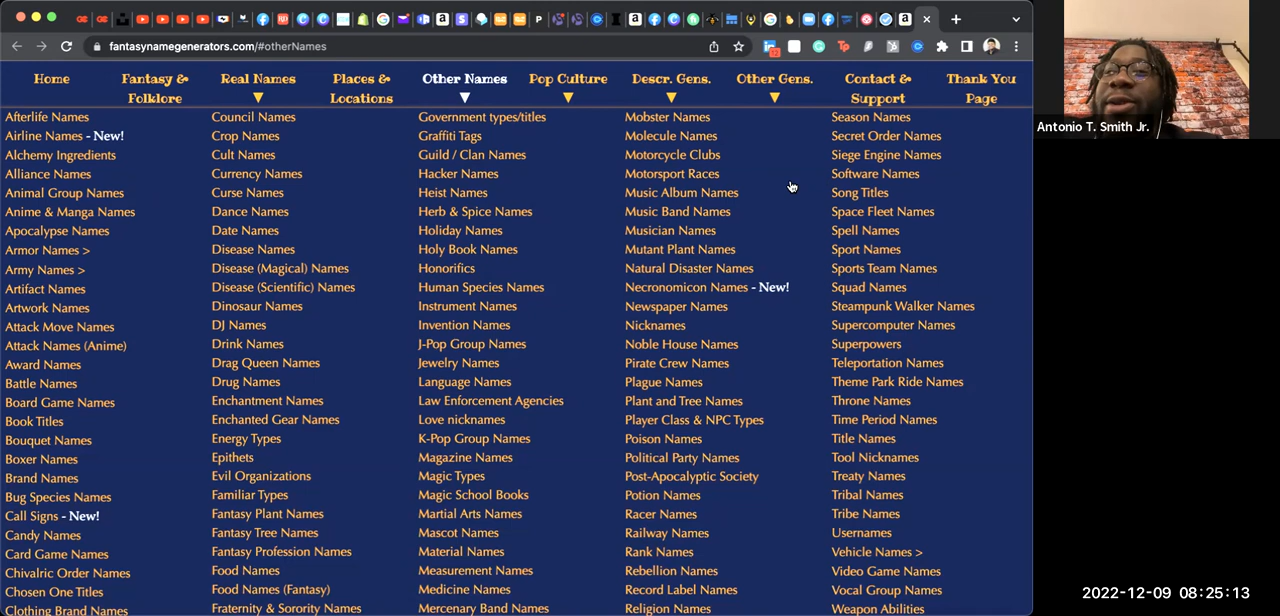 fantasynamegenerators.com/#otherNames
Home
Fantasy &
Folklore
Real Names
Places &
Locations
Other Names
Pop Culture
Descr. Gens.
Other Gens.
Contact &
Support
Thank You
Page
Afterlife Names
Airline Names - New!
Alchemy Ingredients
Alliance Names
Animal Group Names
Anime & Manga Names
Apocalypse Names
Armor Names >
Army Names >
Artifact Names
Artwork Names
Attack Move Names
Attack Names (Anime)
Award Names
Battle Names
Board Game Names
Book Titles
Bouquet Names
Boxer Names
Brand Names
Bug Species Names
Call Signs - New!
Candy Names
Card Game Names
Chivalric Order Names
Chosen One Titles
Clothing Brand Names
Council Names
Crop Names
Cult Names
Currency Names
Curse Names
Dance Names
Date Names
Disease Names
Disease (Magical) Names
Disease (Scientific) Names
Dinosaur Names
DJ Names
Drink Names
Drag Queen Names
Drug Names
Enchantment Names
Enchanted Gear Names
Energy Types
Epithets
Evil Organizations
Familiar Types
Fantasy Plant Names
Fantasy Tree Names
Fantasy Profession Names
Food Names
Food Names (Fantasy)
Fraternity & Sorority Names
Government types/titles
Graffiti Tags
Guild / Clan Names
Hacker Names
Heist Names
Herb & Spice Names
Holiday Names
Holy Book Names
Honorifics
Human Species Names
Instrument Names
Invention Names
J-Pop Group Names
Jewelry Names
Language Names
Law Enforcement Agencies
Love nicknames
K-Pop Group Names
Magazine Names
Magic Types
Magic School Books
Martial Arts Names
Mascot Names
Material Names
Measurement Names
Medicine Names
Mercenary Band Names
Mobster Names
Molecule Names
Motorcycle Clubs
Motorsport Races
Music Album Names
Music Band Names
Musician Names
Mutant Plant Names
Natural Disaster Names
Necronomicon Names - New!
Newspaper Names
Nicknames
Noble House Names
Pirate Crew Names
Plague Names
Plant and Tree Names
Player Class & NPC Types
Poison Names
Political Party Names
Post-Apocalyptic Society
Potion Names
Racer Names
Railway Names
Rank Names
Rebellion Names
Record Label Names
Religion Names
Season Names
Secret Order Names
Siege Engine Names
Software Names
Song Titles
Space Fleet Names
Spell Names
Sport Names
Sports Team Names
Squad Names
Steampunk Walker Names
Supercomputer Names
Superpowers
Teleportation Names
Theme Park Ride Names
Throne Names
Time Period Names
Title Names
Tool Nicknames
Treaty Names
Tribal Names
Tribe Names
Usernames
Vehicle Names >
Video Game Names
Vocal Group Names
Weapon Abilities
Antonio T. Smith Jr.
2022-12-09 08:25:13